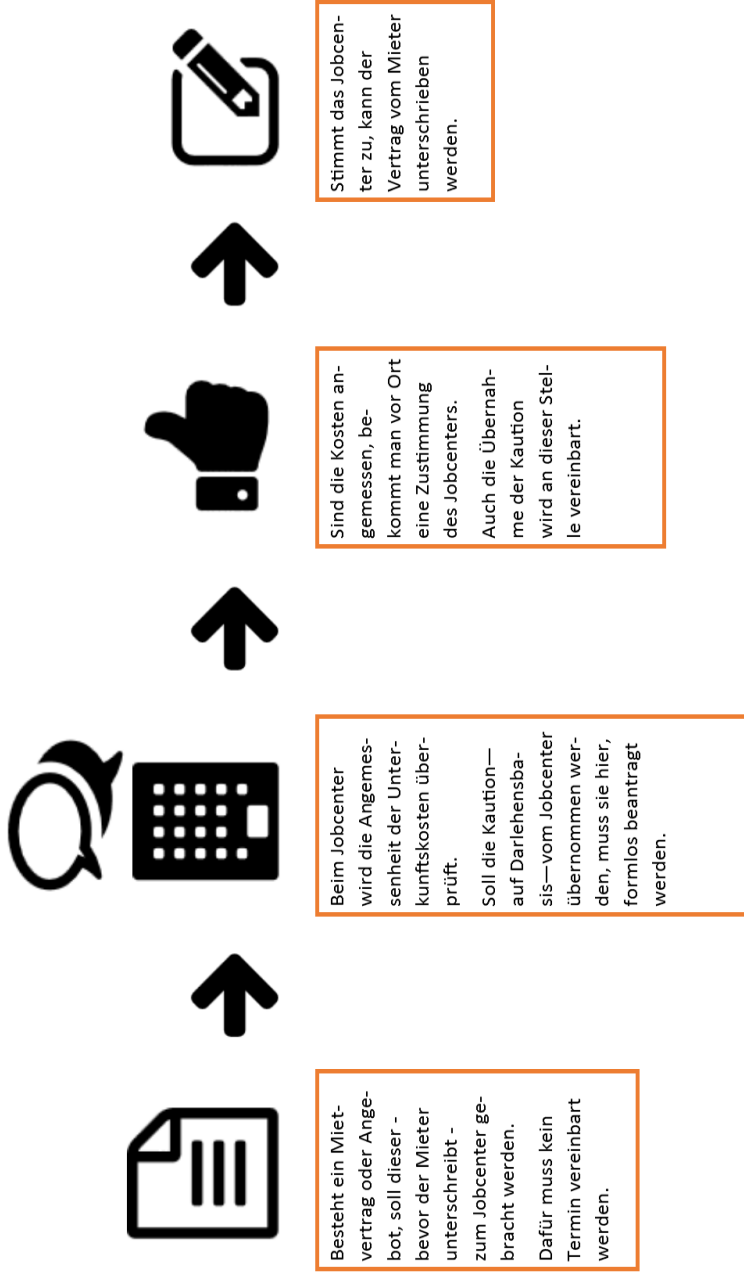 Besteht ein Miet-
vertrag oder Ange-
bot, soll dieser -
bevor der Mieter
unterschreibt -
zum Jobcenter ge-
bracht werden.
Dafür muss kein
Termin vereinbart
werden.
Beim Jobcenter
wird die Angemes-
senheit der Unter-
kunftskosten über-
prüft.
Soll die Kaution—
auf Darlehensba-
sis—vom Jobcenter
übernommen wer-
den, muss sie hier,
formlos beantragt
werden.
Sind die Kosten an-
gemessen, be-
kommt man vor Ort
eine Zustimmung
des Jobcenters.
Auch die Übernah-
me der Kaution
wird an dieser Stel-
le vereinbart.
Stimmt das Jobcen-
ter zu, kann der
Vertrag vom Mieter
unterschrieben
werden.